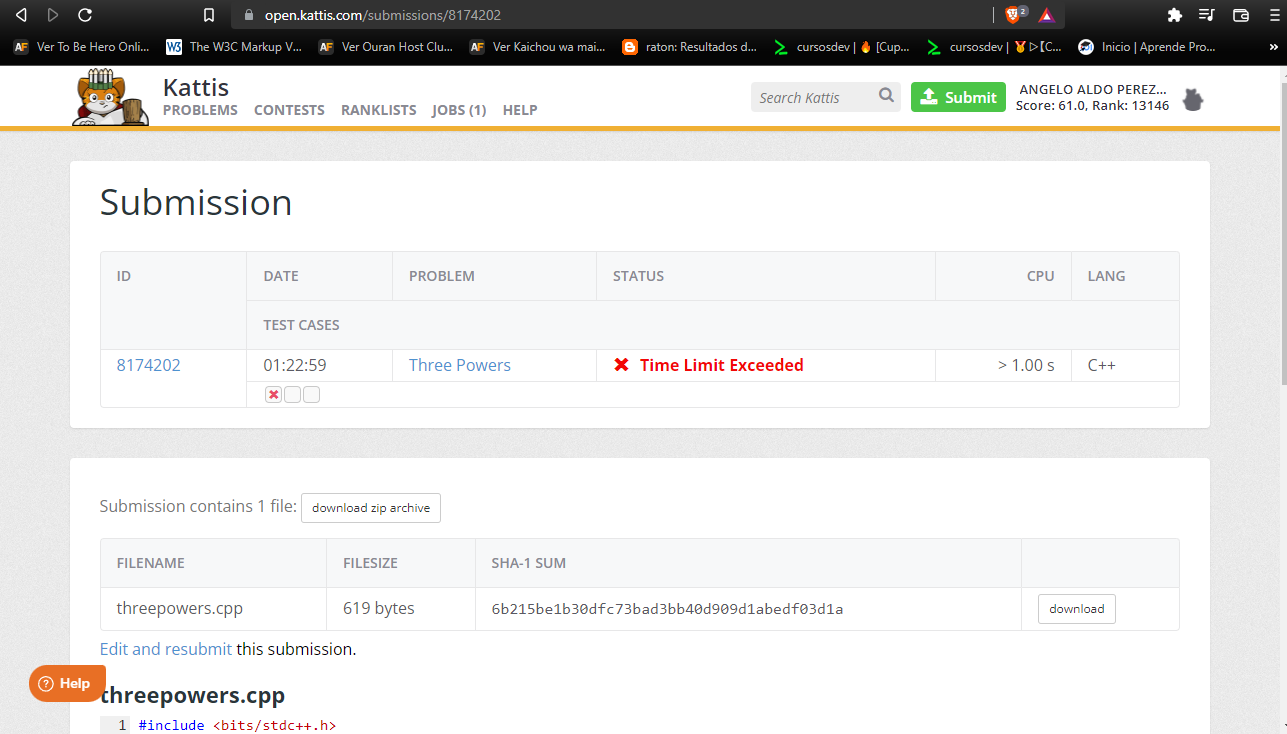 open.kattis.com/submissions/8174202
2
AF Ver To Be Hero Onli...
W3 The W3C Markup V...
AF Ver Ouran Host Clu...
AF Ver Kaichou wa mai...
raton: Resultados d...
cursosdev | 🔥 [Cup...
cursosdev | 🏅▷【C...
Inicio | Aprende Pro...
»
Kattis
PROBLEMS CONTESTS RANKLISTS JOBS (1) HELP
Search Kattis
Submit
ANGELO ALDO PEREZ...
Score: 61.0, Rank: 13146
Submission
ID DATE PROBLEM STATUS CPU LANG
TEST CASES
8174202 01:22:59 Three Powers Time Limit Exceeded > 1.00 s C++
Submission contains 1 file: download zip archive
FILENAME FILESIZE SHA-1 SUM
threepowers.cpp 619 bytes 6b215be1b30dfc73bad3bb40d909d1abedf03d1a download
Edit and resubmit this submission.
Help
threepowers.cpp
1 #include <bits/stdc++.h>